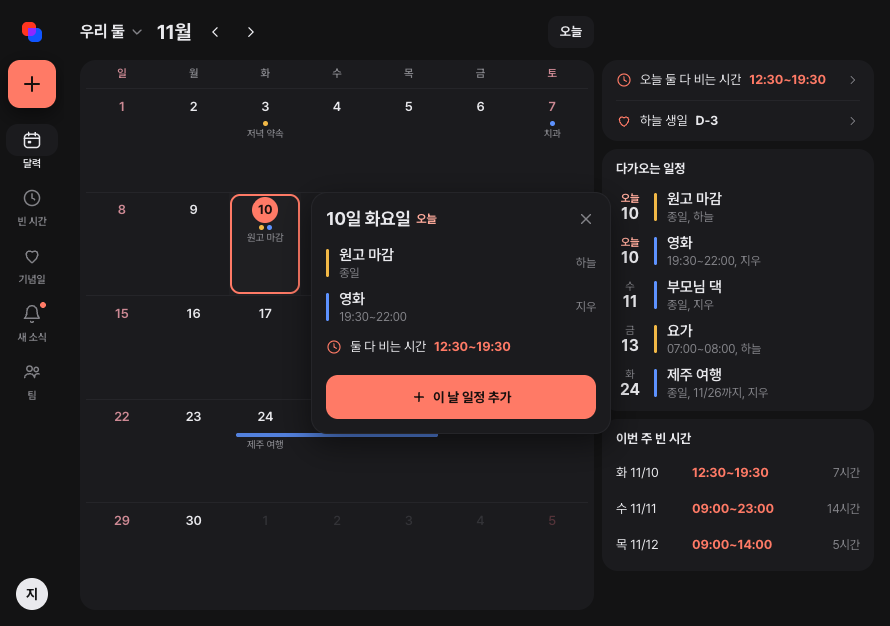 우리 둘
11월
오늘
달력
빈 시간
기념일
새 소식
팀
지
일 월 화 수 목 금 토
1 2 3 4 5 6 7
저녁 약속 치과
8 9 10
원고 마감
15 16 17
22 23 24
제주 여행
29 30 1 2 3 4 5
10일 화요일 오늘
원고 마감
종일
하늘
영화
19:30~22:00
지우
둘 다 비는 시간 12:30~19:30
+ 이 날 일정 추가
오늘 둘 다 비는 시간 12:30~19:30
하늘 생일 D-3
다가오는 일정
오늘
10
원고 마감
종일, 하늘
오늘
10
영화
19:30~22:00, 지우
수
11
부모님 댁
종일, 지우
금
13
요가
07:00~08:00, 하늘
화
24
제주 여행
종일, 11/26까지, 지우
이번 주 빈 시간
화 11/10 12:30~19:30 7시간
수 11/11 09:00~23:00 14시간
목 11/12 09:00~14:00 5시간